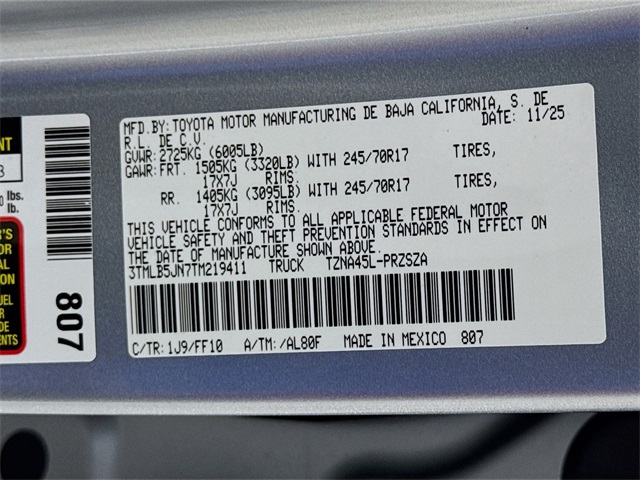 MFD.BY: TOYOTA MOTOR MANUFACTURING DE BAJA CALIFORNIA, S. DE
R.L. DE C.V. DATE: 11/25
GVWR: 2725KG (6005LB)
GAWR: FRT. 1505KG (3320LB) WITH 245/70R17 TIRES,
17X7J RIMS
RR. 1405KG (3095LB) WITH 245/70R17 TIRES,
17X7J RIMS
THIS VEHICLE CONFORMS TO ALL APPLICABLE FEDERAL MOTOR
VEHICLE SAFETY AND THEFT PREVENTION STANDARDS IN EFFECT ON
THE DATE OF MANUFACTURE SHOWN ABOVE.
3TMLB5JN7TM219411 TRUCK TZNA45L-PRZSZA
C/TR: 1J9/FF10 A/TM: /AL80F MADE IN MEXICO 807
lbs.
lb.
807